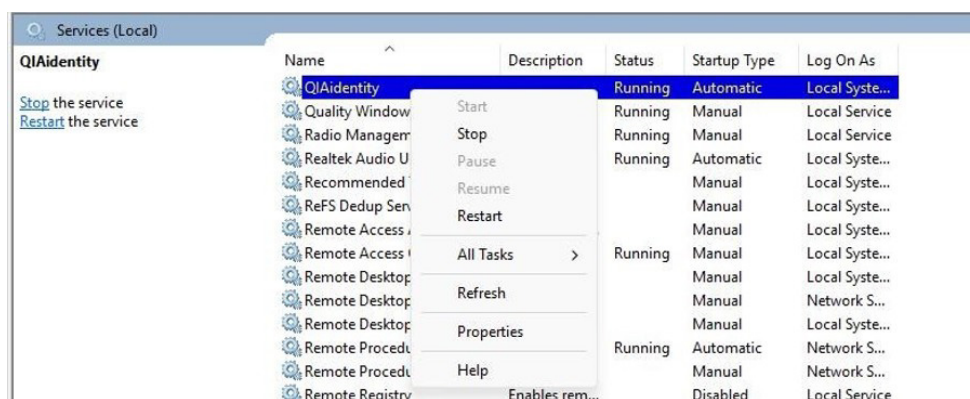 Services (Local)
QIAidentity
Stop the service
Restart the service
Name Description Status Startup Type Log On As
QIAidentity Running Automatic Local Syste...
Quality Window Running Manual Local Service
Radio Managem Running Manual Local Service
Realtek Audio U Running Automatic Local Syste...
Recommended Manual Local Syste...
ReFS Dedup Serv Manual Local Syste...
Remote Access Manual Local Syste...
Remote Access Running Manual Local Syste...
Remote Desktop Manual Local Syste...
Remote Desktop Manual Network S...
Remote Desktop Manual Local Syste...
Remote Procedu Running Automatic Network S...
Remote Procedu Manual Network S...
Remote Registry Enables rem... Disabled Local Service
Start
Stop
Pause
Resume
Restart
All Tasks >
Refresh
Properties
Help